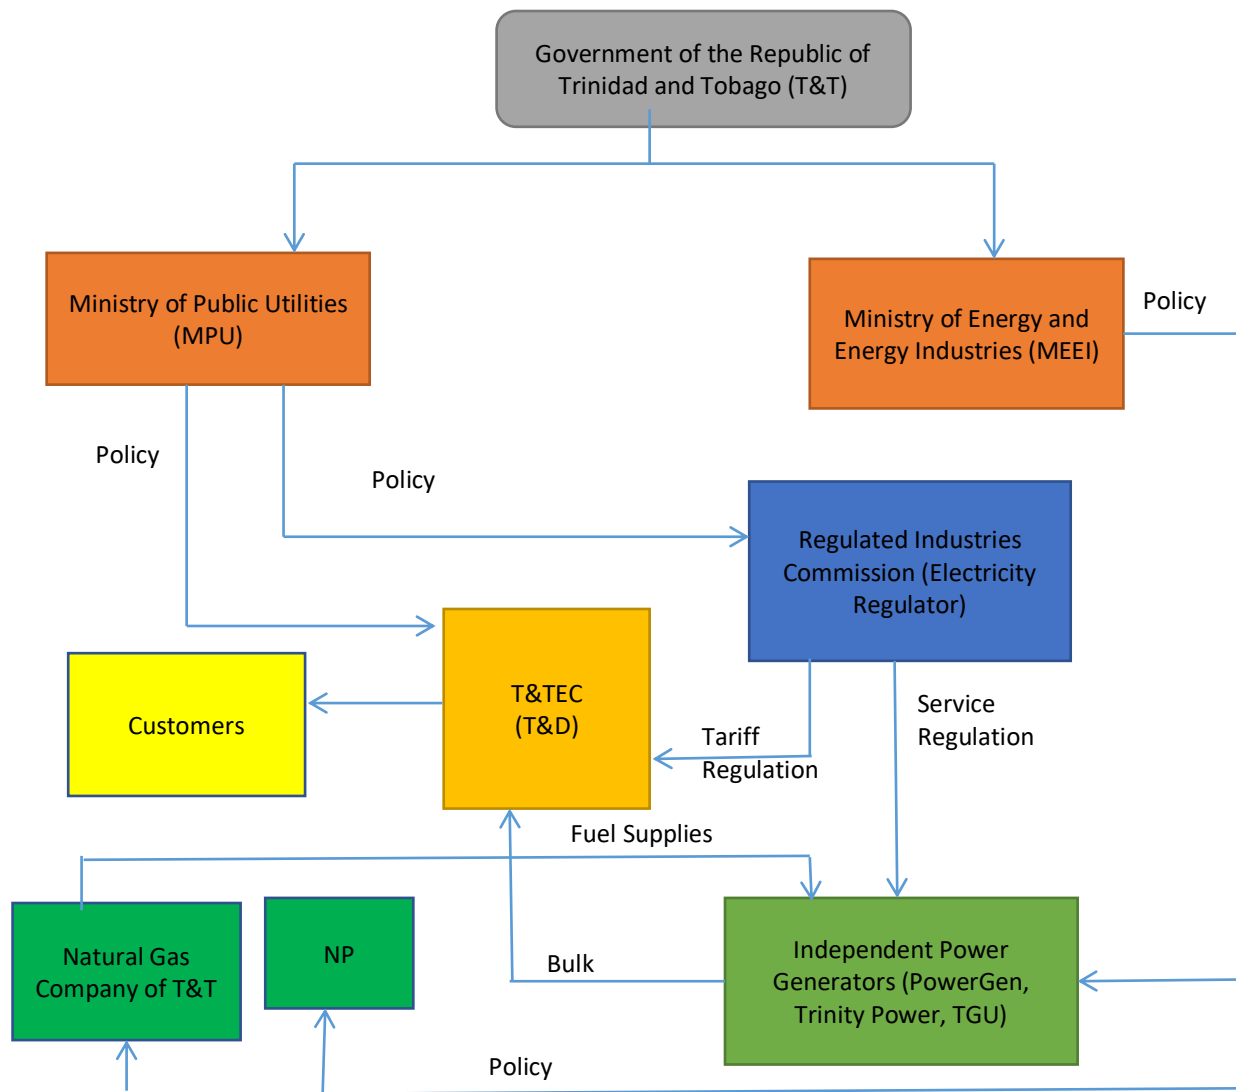 Government of the Republic of
Trinidad and Tobago (T&T)
Ministry of Public Utilities
(MPU)
Ministry of Energy and
Energy Industries (MEEI)
Policy
Policy
Policy
Regulated Industries
Commission (Electricity
Regulator)
T&TEC
(T&D)
Customers
Tariff
Regulation
Service
Regulation
Fuel Supplies
Natural Gas
Company of T&T
NP
Bulk
Independent Power
Generators (PowerGen,
Trinity Power, TGU)
Policy